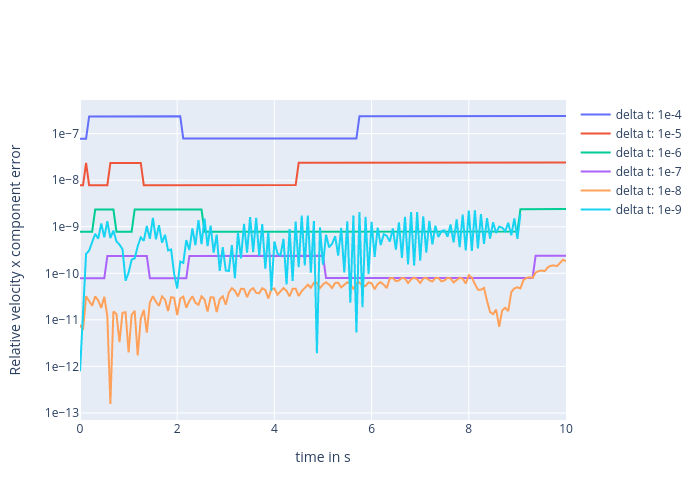 Relative velocity x component error
1e−7
1e−8
1e−9
1e−10
1e−11
1e−12
1e−13
0
2
4
6
8
10
time in s
delta t: 1e-4
delta t: 1e-5
delta t: 1e-6
delta t: 1e-7
delta t: 1e-8
delta t: 1e-9